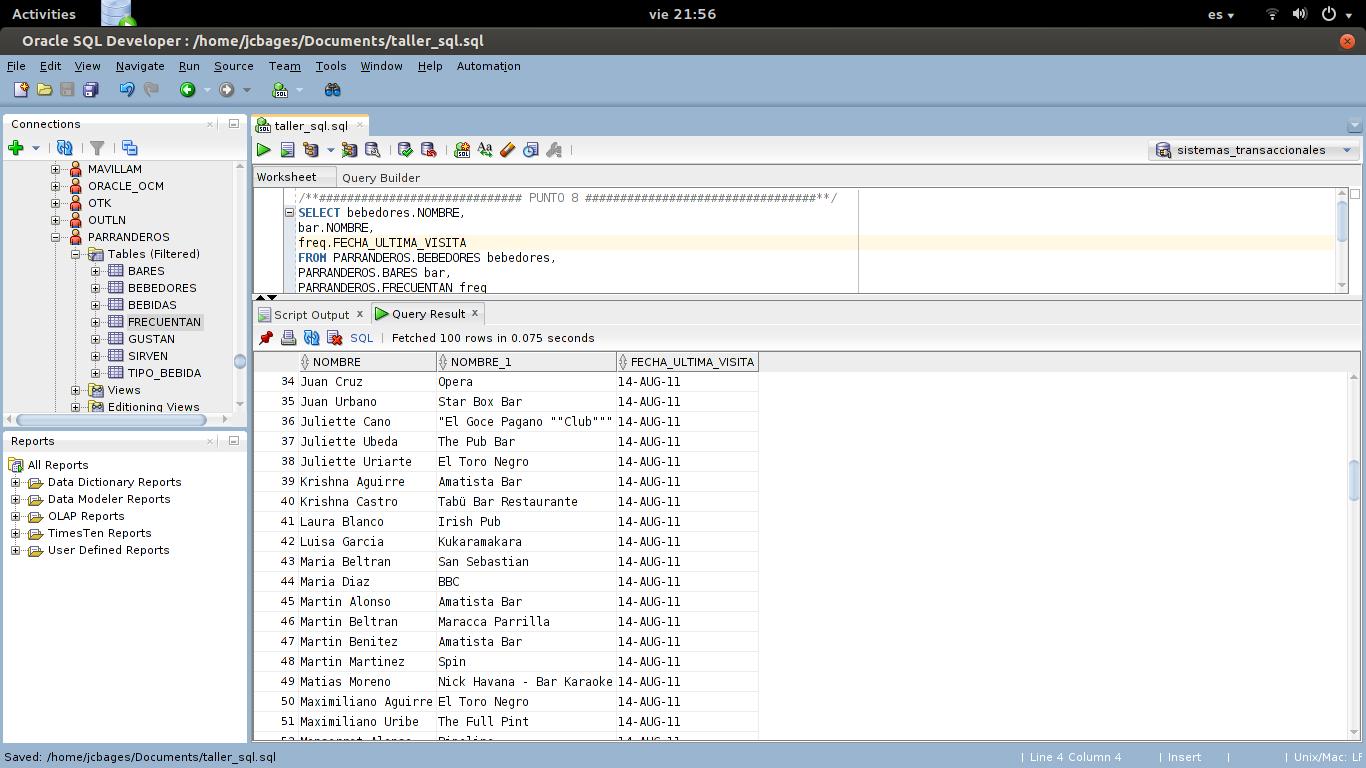 Activities
vie 21:56
es
Oracle SQL Developer : /home/jcbages/Documents/taller_sql.sql
File Edit View Navigate Run Source Team Tools Window Help Automation
Connections
MAVILLAM
ORACLE_OCM
OTK
OUTLN
PARRANDEROS
Tables (Filtered)
BARES
BEBEDORES
BEBIDAS
FRECUENTAN
GUSTAN
SIRVEN
TIPO_BEBIDA
Views
Editioning Views
Reports
All Reports
Data Dictionary Reports
Data Modeler Reports
OLAP Reports
TimesTen Reports
User Defined Reports
taller_sql.sql
sistemas_transaccionales
Worksheet Query Builder
/**############################# PUNTO 8 #################################**/
SELECT bebedores.NOMBRE,
bar.NOMBRE,
freq.FECHA_ULTIMA_VISITA
FROM PARRANDEROS.BEBEDORES bebedores,
PARRANDEROS.BARES bar,
PARRANDEROS.FRECUENTAN freq
Script Output x Query Result x
SQL | Fetched 100 rows in 0.075 seconds
NOMBRE NOMBRE_1 FECHA_ULTIMA_VISITA
34 Juan Cruz Opera 14-AUG-11
35 Juan Urbano Star Box Bar 14-AUG-11
36 Juliette Cano "El Goce Pagano ""Club""" 14-AUG-11
37 Juliette Ubeda The Pub Bar 14-AUG-11
38 Juliette Uriarte El Toro Negro 14-AUG-11
39 Krishna Aguirre Amatista Bar 14-AUG-11
40 Krishna Castro Tabü Bar Restaurante 14-AUG-11
41 Laura Blanco Irish Pub 14-AUG-11
42 Luisa Garcia Kukaramakara 14-AUG-11
43 Maria Beltran San Sebastian 14-AUG-11
44 Maria Diaz BBC 14-AUG-11
45 Martin Alonso Amatista Bar 14-AUG-11
46 Martin Beltran Maracca Parrilla 14-AUG-11
47 Martin Benitez Amatista Bar 14-AUG-11
48 Martin Martinez Spin 14-AUG-11
49 Matias Moreno Nick Havana - Bar Karaoke 14-AUG-11
50 Maximiliano Aguirre El Toro Negro 14-AUG-11
51 Maximiliano Uribe The Full Pint 14-AUG-11
Saved: /home/jcbages/Documents/taller_sql.sql
| Line 4 Column 4 | Insert | | Unix/Mac: LF